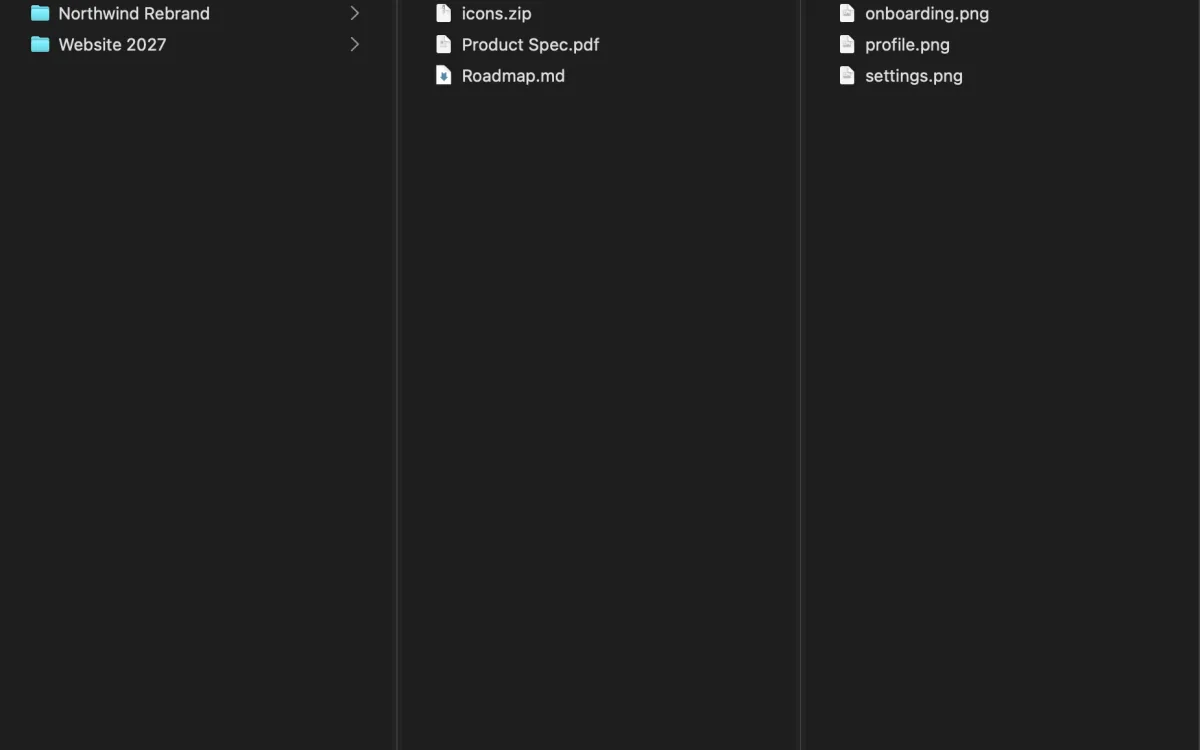 Northwind Rebrand
Website 2027
icons.zip
Product Spec.pdf
Roadmap.md
onboarding.png
profile.png
settings.png